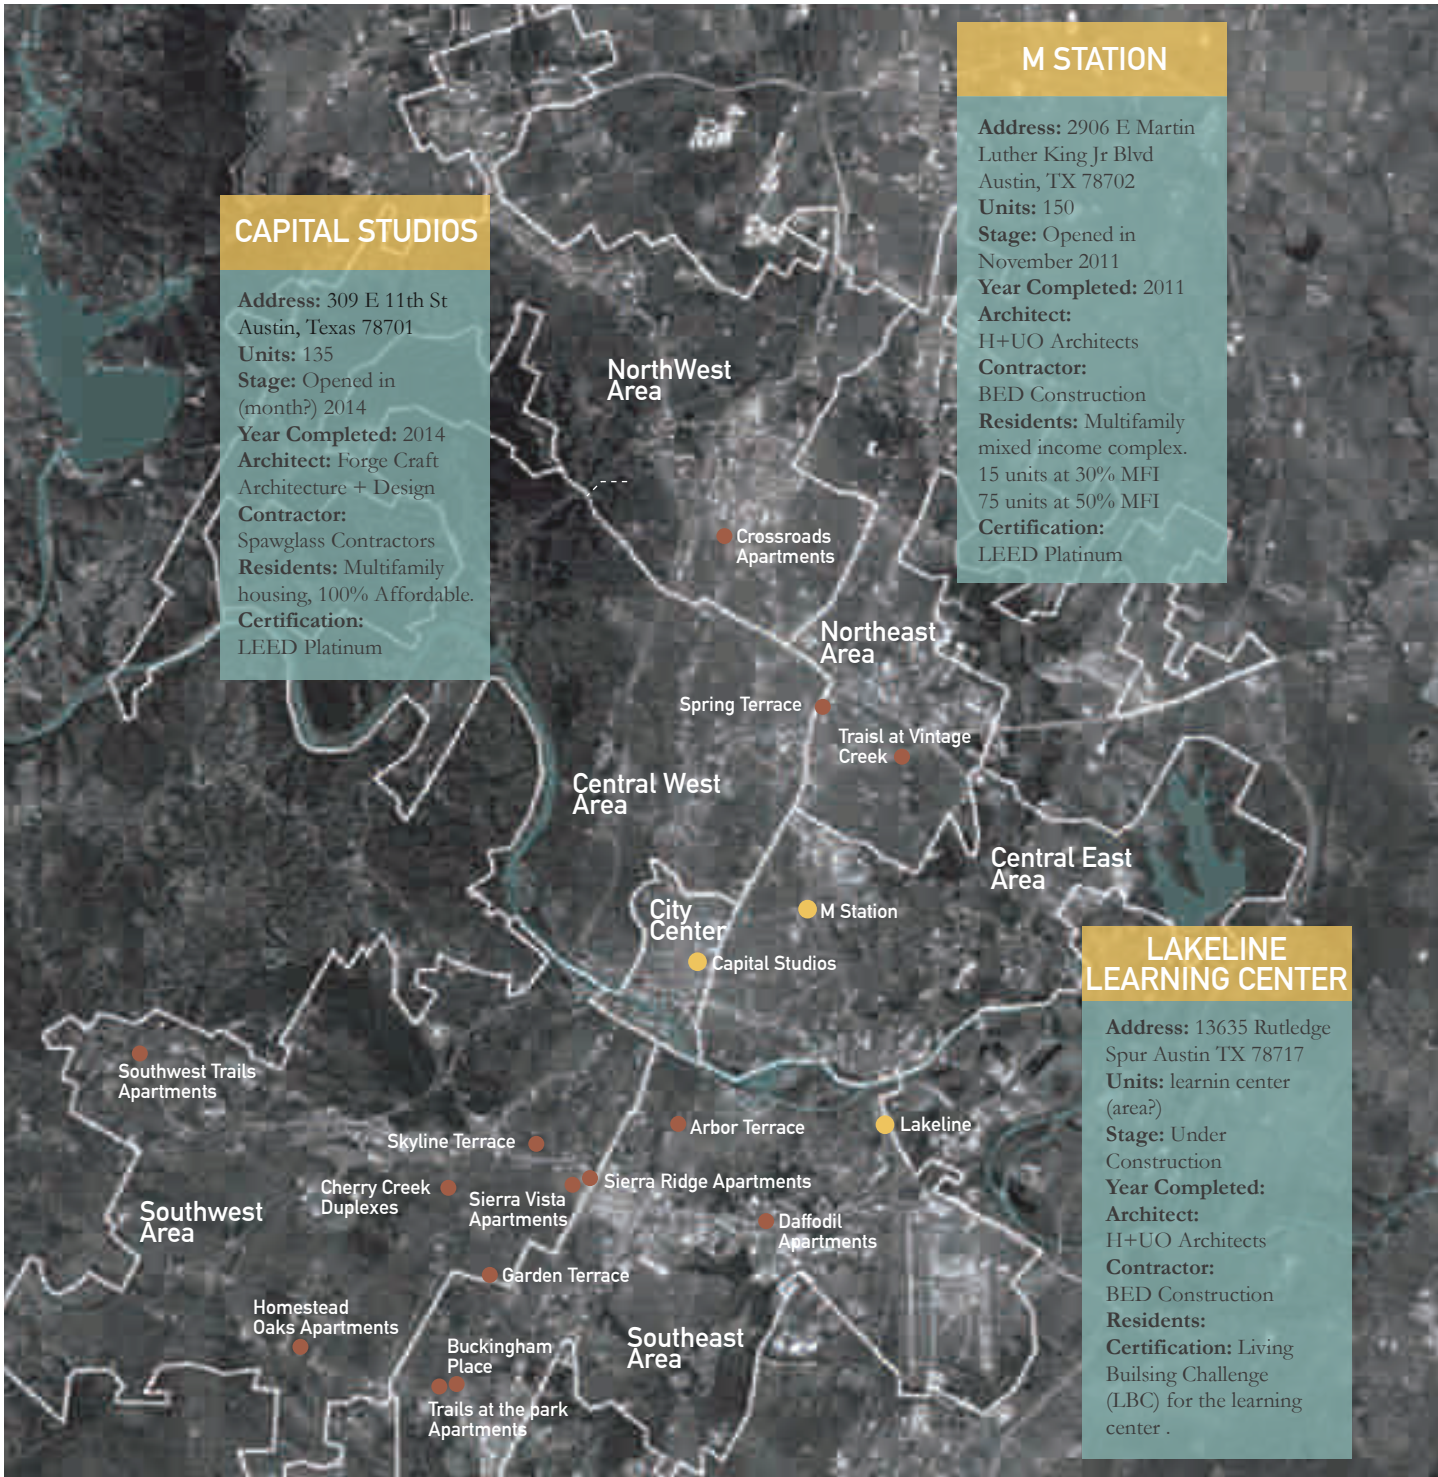 M STATION
Address: 2906 E Martin
Luther King Jr Blvd
Austin, TX 78702
Units: 150
Stage: Opened in
November 2011
Year Completed: 2011
Architect:
H+UO Architects
Contractor:
BED Construction
Residents: Multifamily
mixed income complex.
15 units at 30% MFI
75 units at 50% MFI
Certification:
LEED Platinum
CAPITAL STUDIOS
Address: 309 E 11th St
Austin, Texas 78701
Units: 135
Stage: Opened in
(month?) 2014
Year Completed: 2014
Architect: Forge Craft
Architecture + Design
Contractor:
Spawglass Contractors
Residents: Multifamily
housing, 100% Affordable.
Certification:
LEED Platinum
NorthWest
Area
Crossroads
Apartments
Northeast
Area
Spring Terrace
Traisl at Vintage
Creek
Central West
Area
Central East
Area
City
Center
M Station
Capital Studios
LAKELINE
LEARNING CENTER
Address: 13635 Rutledge
Spur Austin TX 78717
Units: learnin center
(area?)
Stage: Under
Construction
Year Completed:
Architect:
H+UO Architects
Contractor:
BED Construction
Residents:
Certification: Living
Builsing Challenge
(LBC) for the learning
center .
Southwest Trails
Apartments
Skyline Terrace
Arbor Terrace
Lakeline
Cherry Creek
Duplexes
Sierra Vista
Apartments
Sierra Ridge Apartments
Southwest
Area
Daffodil
Apartments
Garden Terrace
Homestead
Oaks Apartments
Buckingham
Place
Southeast
Area
Trails at the park
Apartments